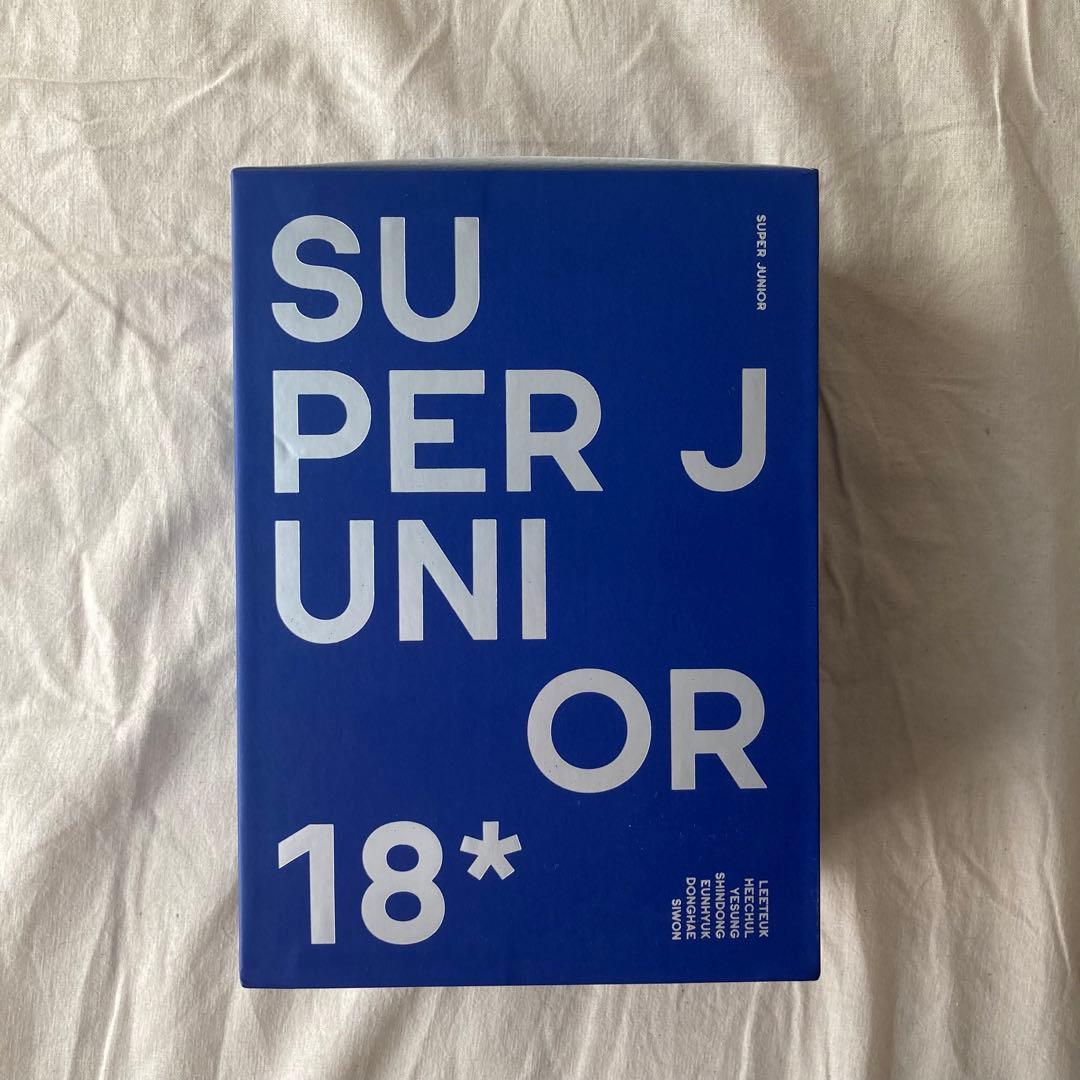 SU
SUPER JUNIOR
PER J
UNI
OR
18*
LEETEUK
HEECHUL
YESUNG
SHINDONG
EUNHYUK
DONGHAE
SIWON